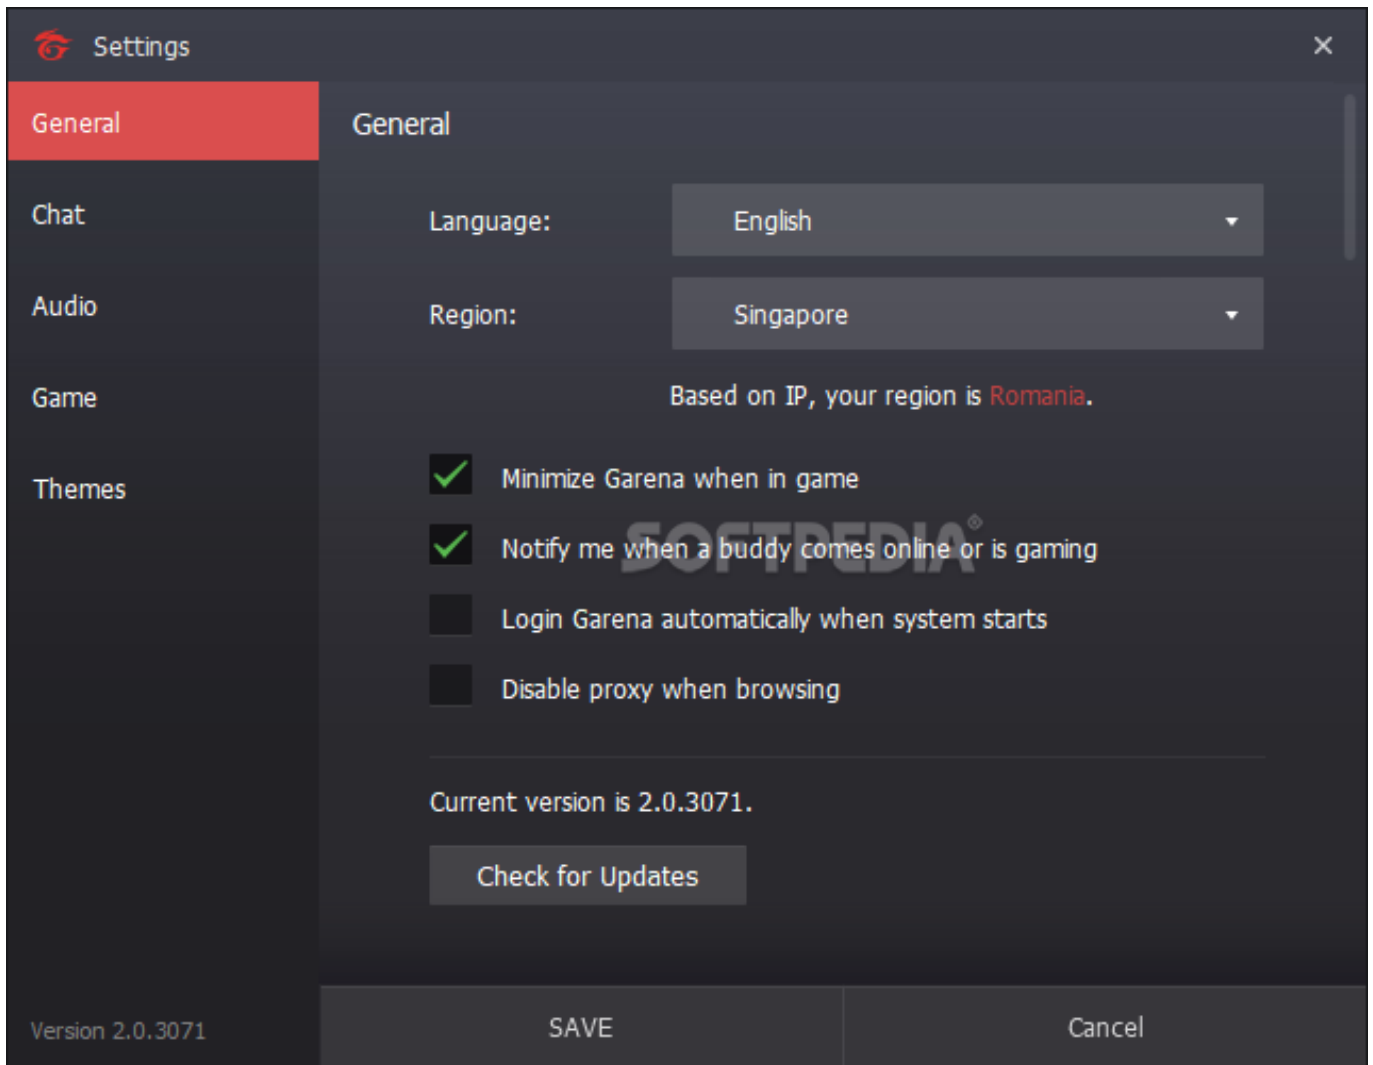 Settings
General
Chat
Audio
Game
Themes
Version 2.0.3071
General
Language: English
Region: Singapore
Based on IP, your region is Romania.
Minimize Garena when in game
Notify me when a buddy comes online or is gaming
SOFTPEDIA®
Login Garena automatically when system starts
Disable proxy when browsing
Current version is 2.0.3071.
Check for Updates
SAVE Cancel